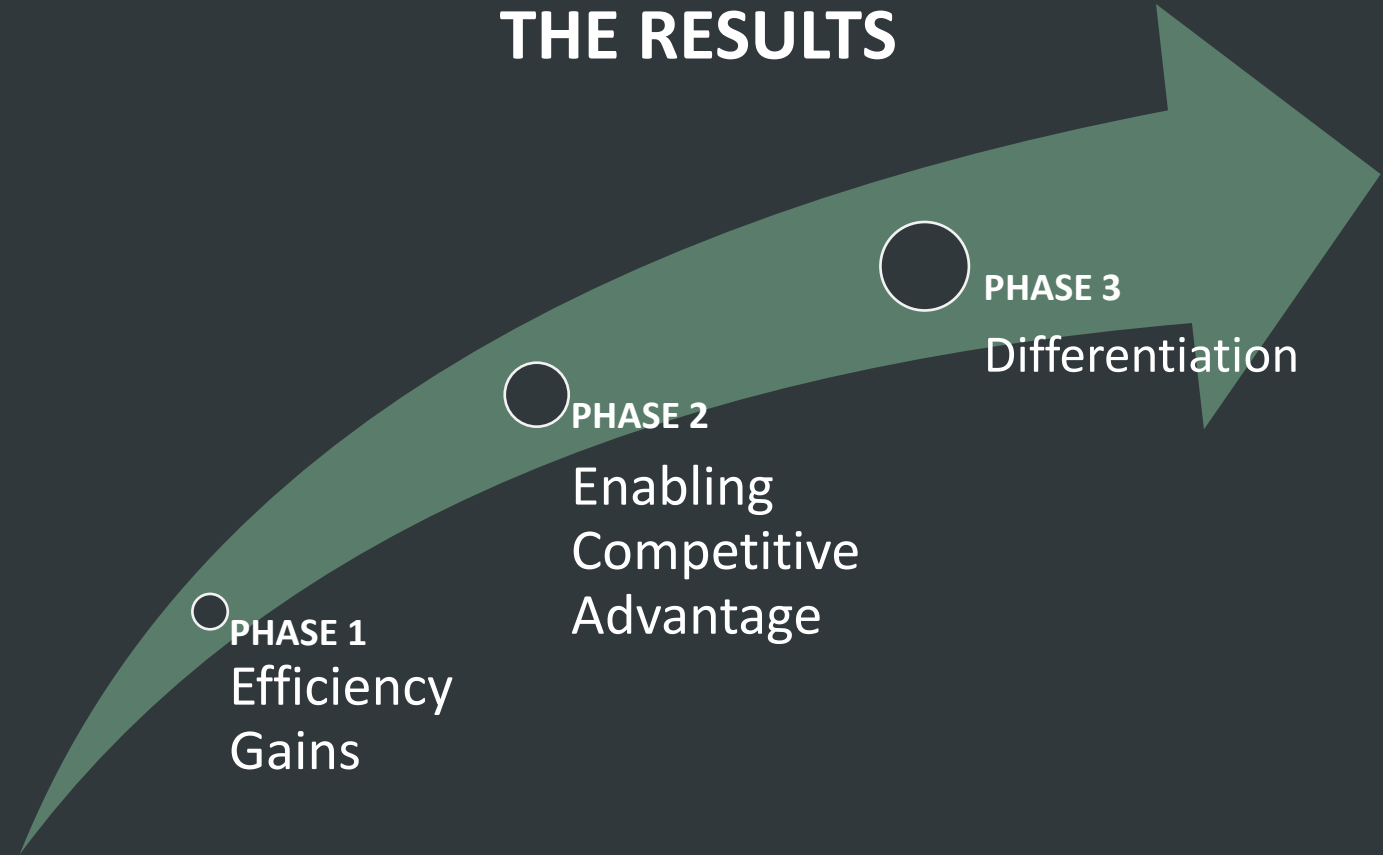 THE RESULTS
PHASE 1
Efficiency
Gains
PHASE 2
Enabling
Competitive
Advantage
PHASE 3
Differentiation